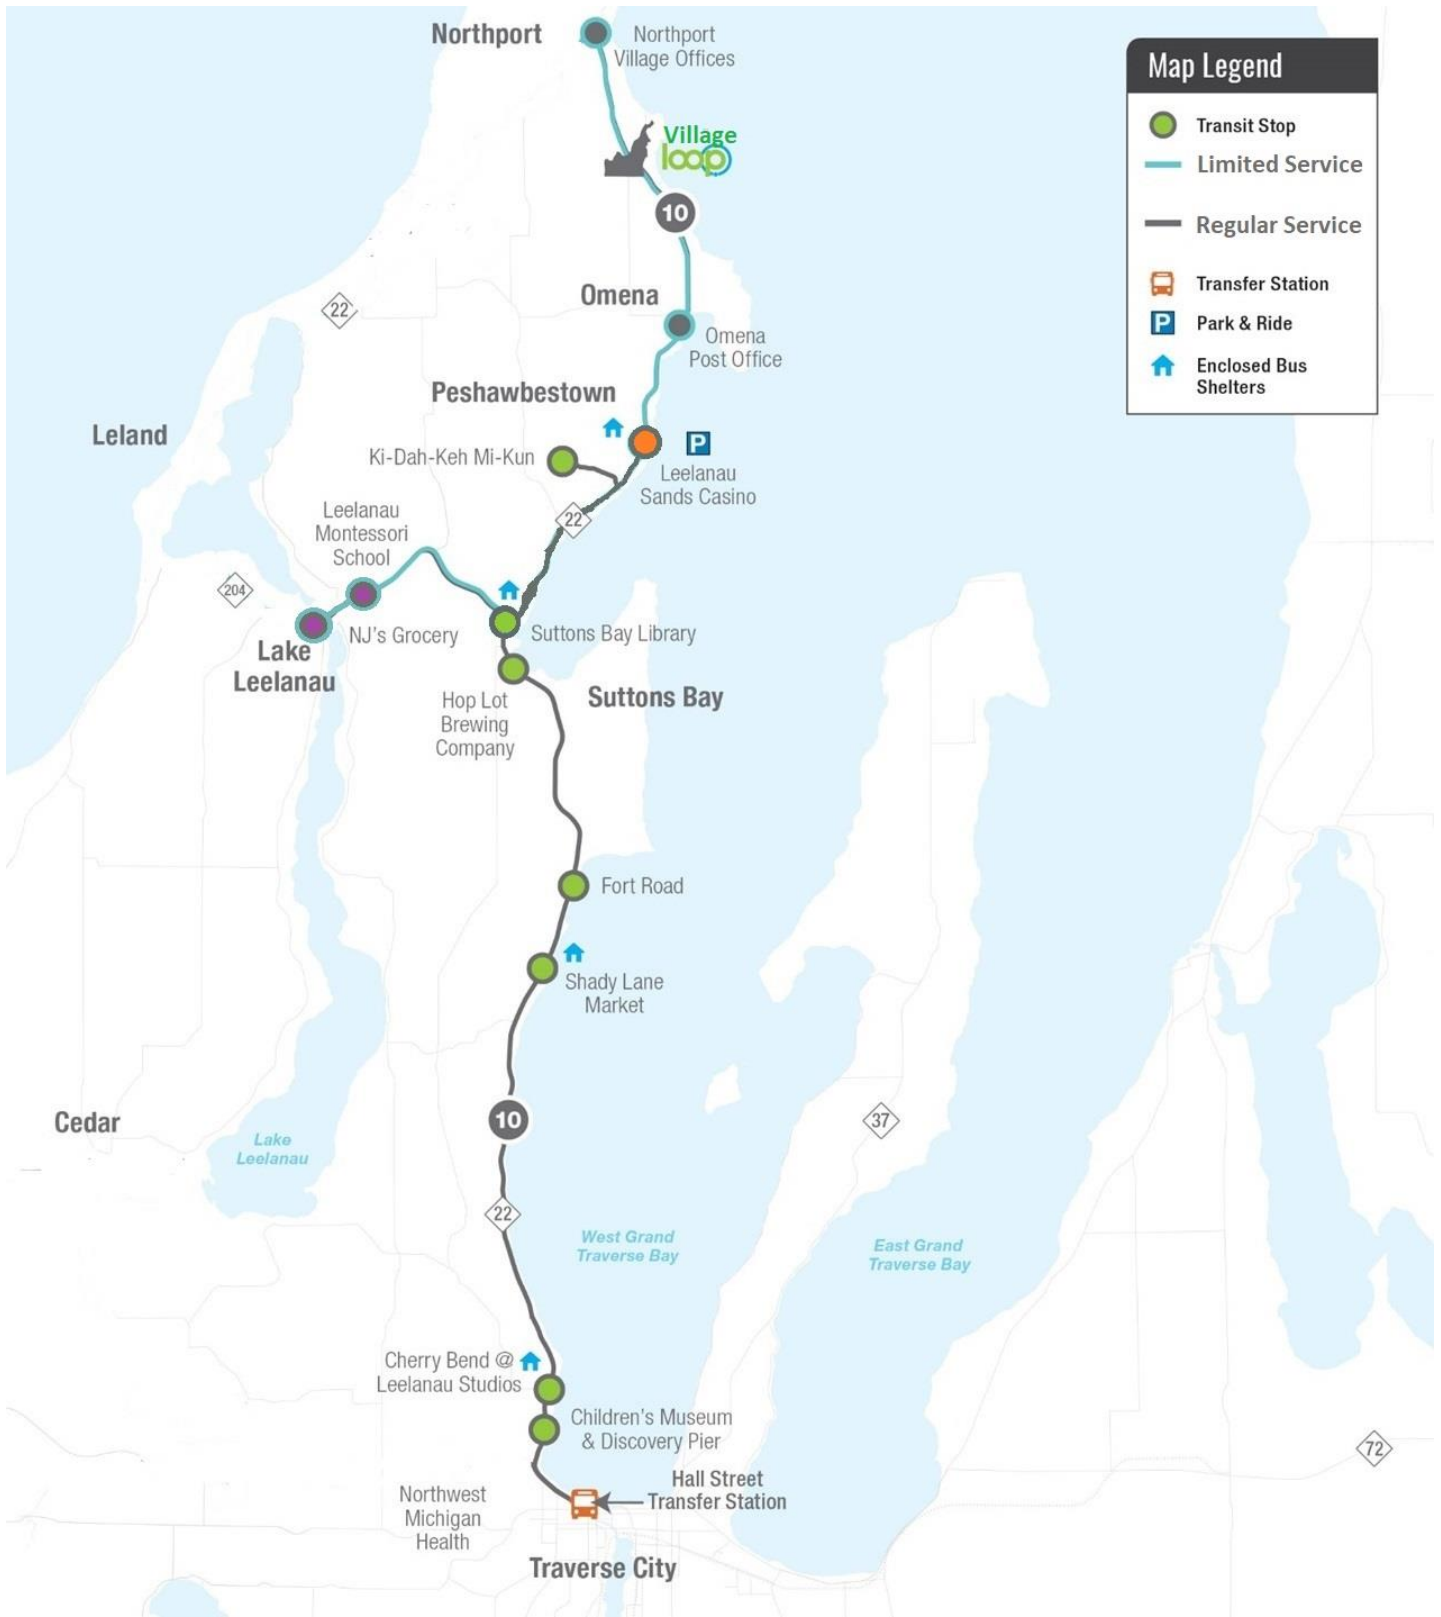 Northport
Northport
Village Offices
Map Legend
Transit Stop
Limited Service
Regular Service
Transfer Station
P
Park & Ride
Enclosed Bus
Shelters
Village
loop
10
Omena
22
Omena
Post Office
Peshawbestown
Leland
P
Ki-Dah-Keh Mi-Kun
Leelanau
Sands Casino
22
Leelanau
Montessori
School
204
NJ's Grocery
Suttons Bay Library
Lake
Leelanau
Suttons Bay
Hop Lot
Brewing
Company
Fort Road
Shady Lane
Market
10
Cedar
37
Lake
Leelanau
22
West Grand
Traverse Bay
East Grand
Traverse Bay
Cherry Bend @
Leelanau Studios
Children's Museum
& Discovery Pier
72
Hall Street
Transfer Station
Northwest
Michigan
Health
Traverse City